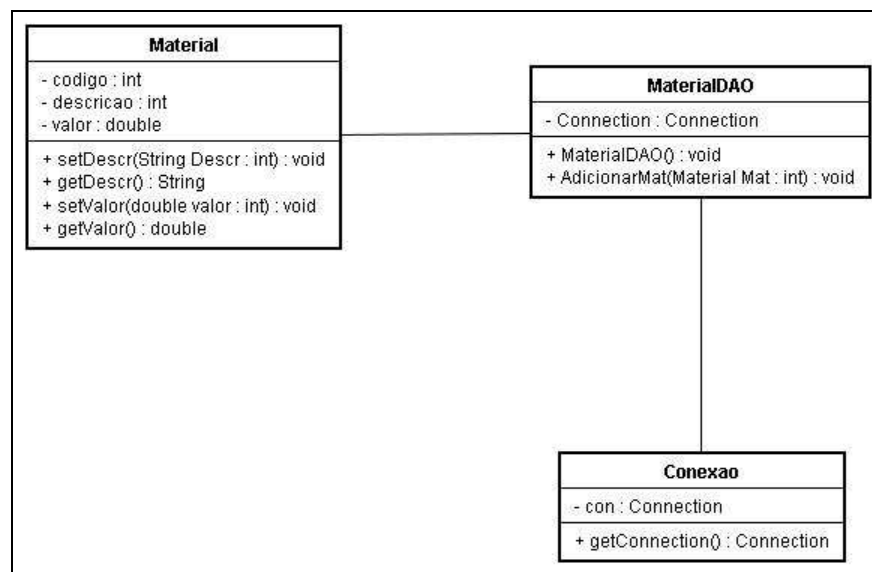 Material
- codigo : int
- descricao : int
- valor : double
+ setDescr(String Descr : int) : void
+ getDescr() : String
+ setValor(double valor : int) : void
+ getValor() : double
MaterialDAO
- Connection : Connection
+ MaterialDAO() : void
+ AdicionarMat(Material Mat : int) : void
Conexao
- con : Connection
+ getConnection() : Connection